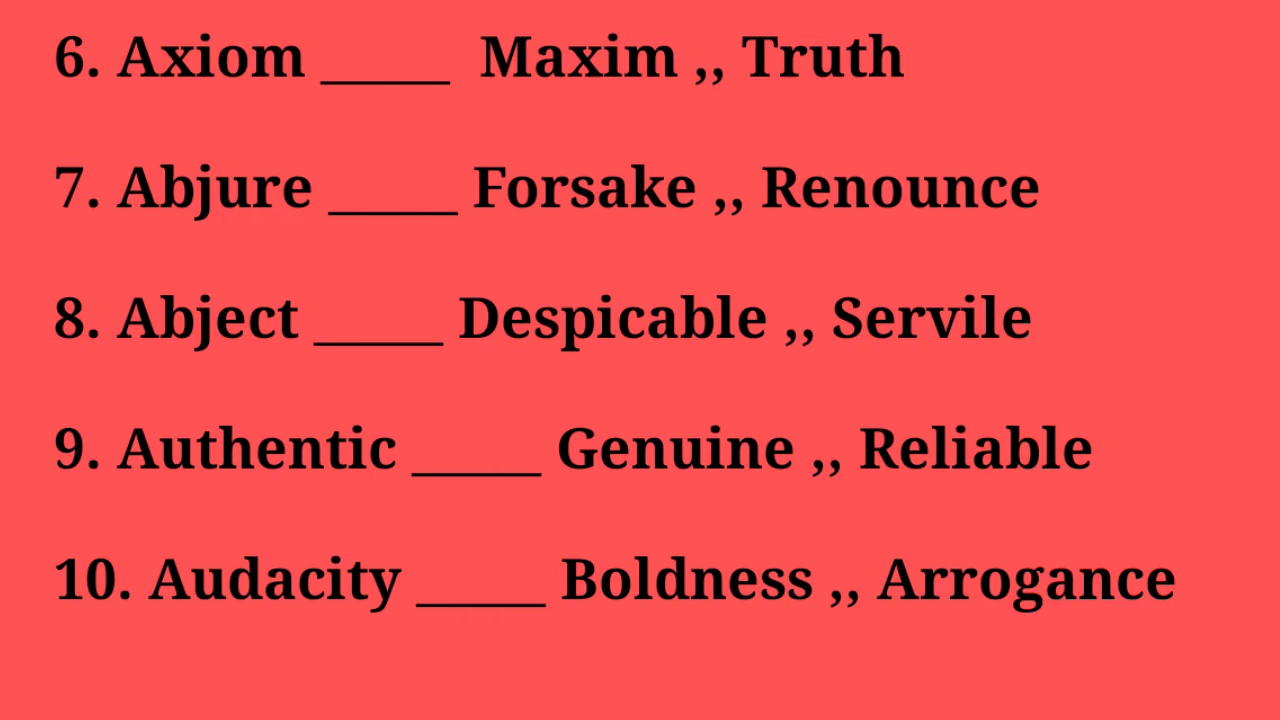 6. Axiom _____ Maxim ,, Truth
7. Abjure _____ Forsake ,, Renounce
8. Abject _____ Despicable ,, Servile
9. Authentic _____ Genuine ,, Reliable
10. Audacity _____ Boldness ,, Arrogance